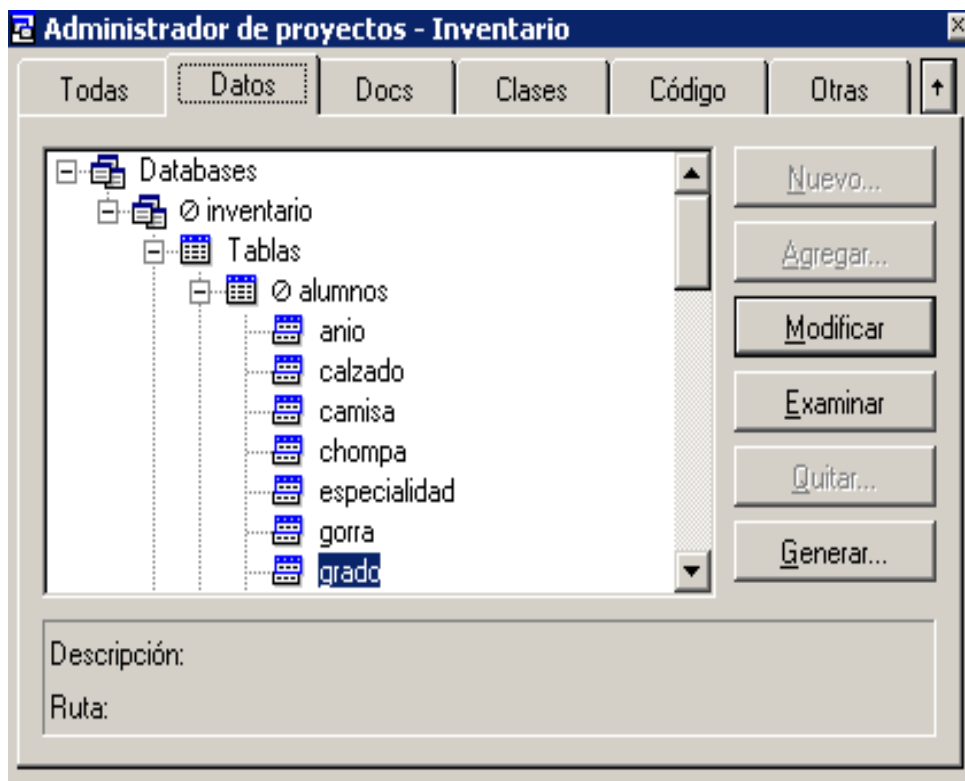 Administrador de proyectos - Inventario
Todas Datos Docs Clases Código Otras
Databases
Ø inventario
Tablas
Ø alumnos
anio
calzado
camisa
chompa
especialidad
gorra
grado
Nuevo...
Agregar...
Modificar
Examinar
Quitar...
Generar...
Descripción:
Ruta: